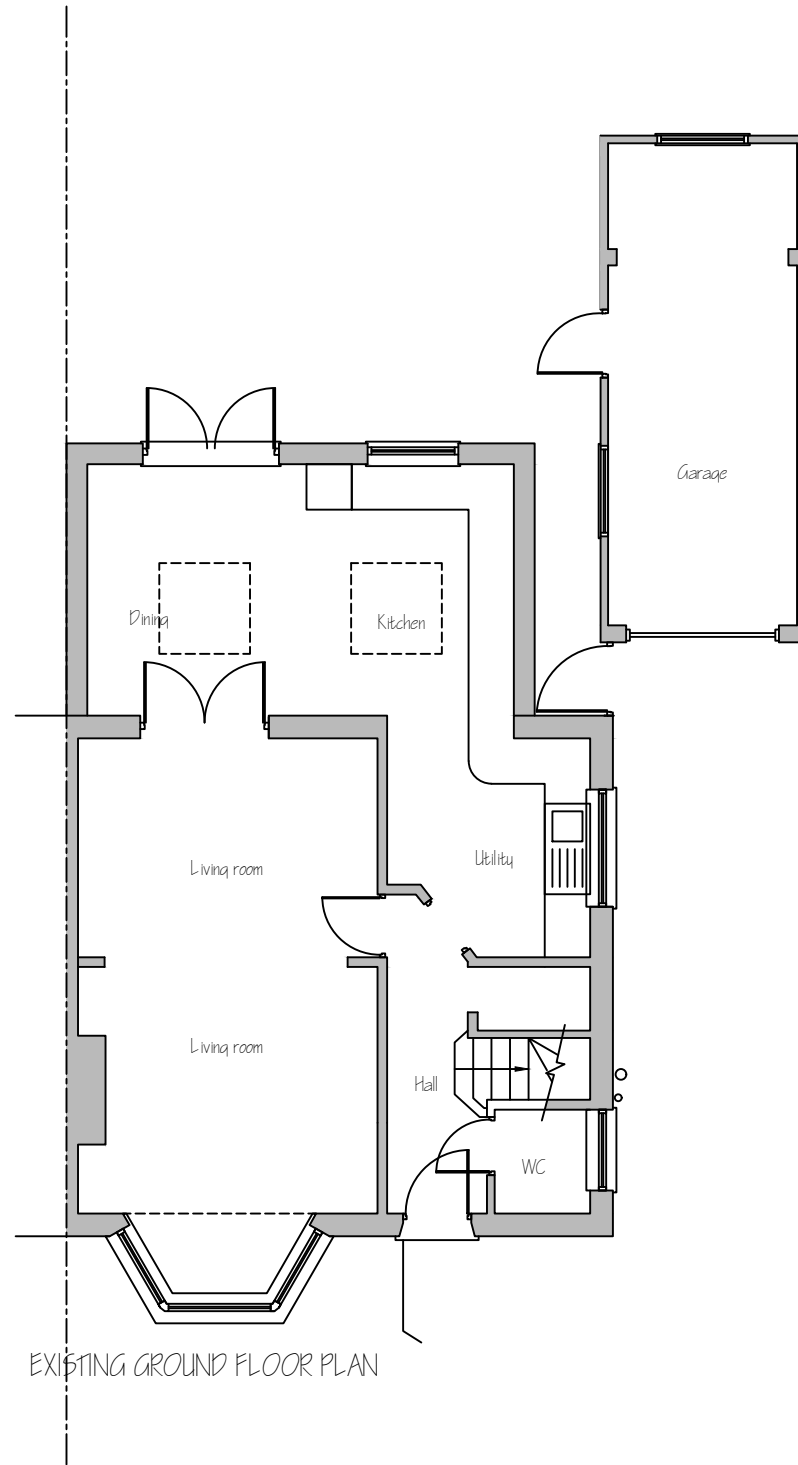 Garage
Dining
Kitchen
Living room
Utility
Living room
Hall
WC
EXISTING GROUND FLOOR PLAN